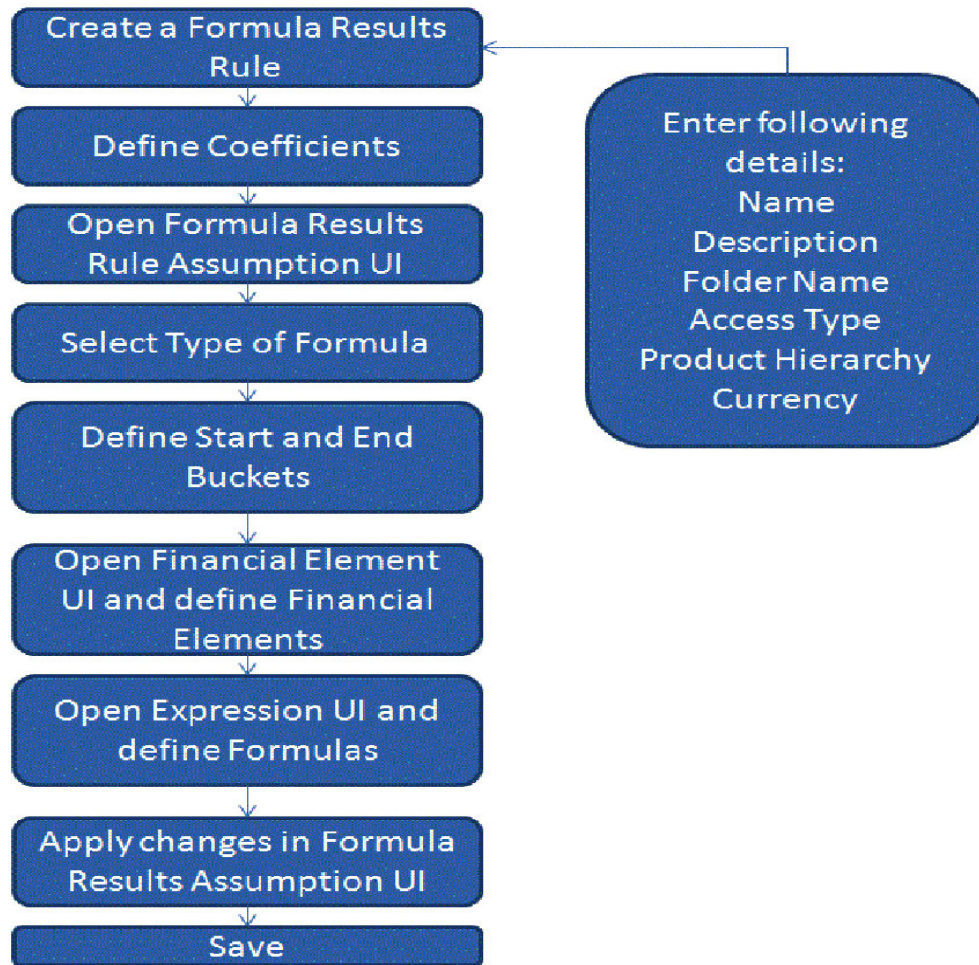 Create a Formula Results
Rule
Define Coefficients
Open Formula Results
Rule Assumption UI
Select Type of Formula
Define Start and End
Buckets
Open Financial Element
UI and define Financial
Elements
Open Expression UI and
define Formulas
Apply changes in Formula
Results Assumption UI
Save
Enter following
details:
Name
Description
Folder Name
Access Type
Product Hierarchy
Currency